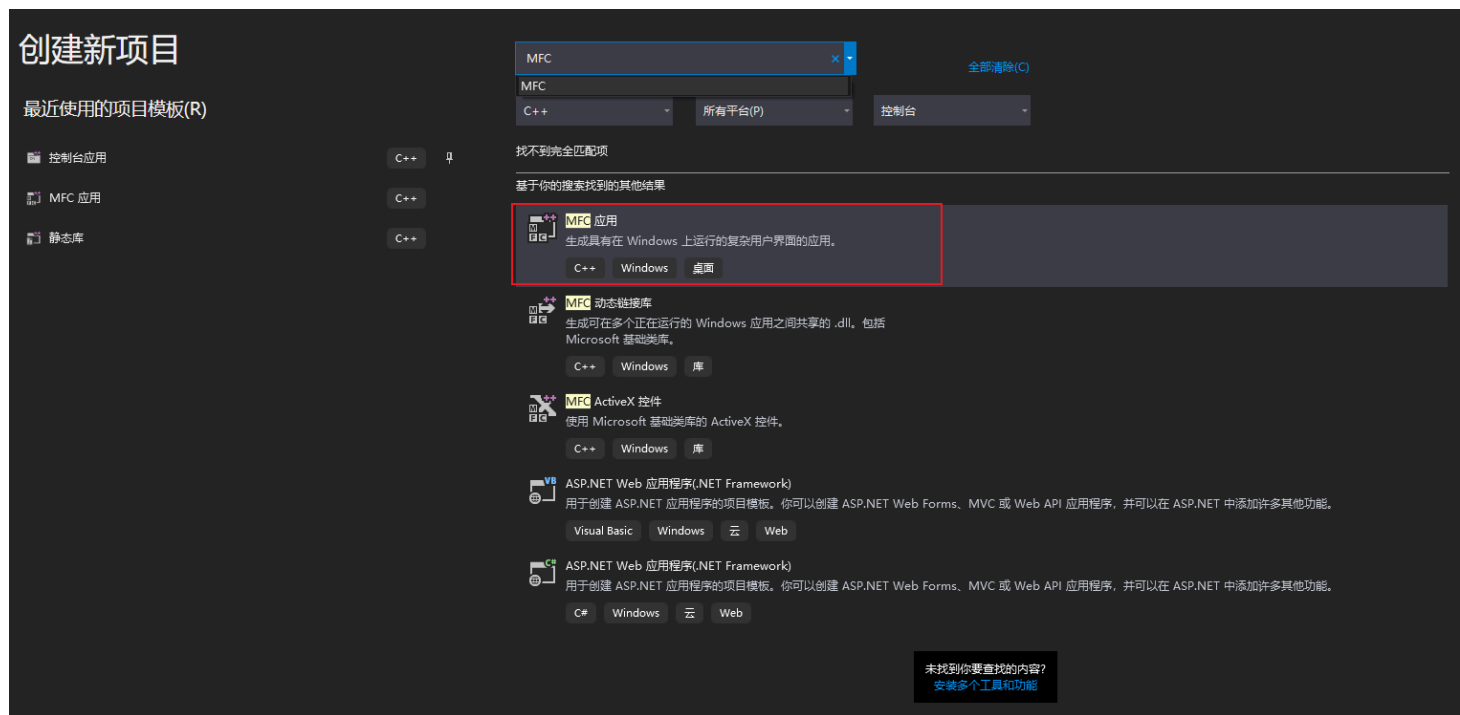 创建新项目
最近使用的项目模板(R)
控制台应用 C++
MFC 应用 C++
静态库 C++
MFC
全部清除(C)
MFC
C++ 所有平台(P) 控制台
找不到完全匹配项
基于你的搜索找到的其他结果
MFC 应用
生成具有在 Windows 上运行的复杂用户界面的应用。
C++ Windows 桌面
MFC 动态链接库
生成可在多个正在运行的 Windows 应用之间共享的 .dll。包括
Microsoft 基础类库。
C++ Windows 库
MFC ActiveX 控件
使用 Microsoft 基础类库的 ActiveX 控件。
C++ Windows 库
ASP.NET Web 应用程序(.NET Framework)
用于创建 ASP.NET 应用程序的项目模板。你可以创建 ASP.NET Web Forms、MVC 或 Web API 应用程序，并可以在 ASP.NET 中添加许多其他功能。
Visual Basic Windows 云 Web
ASP.NET Web 应用程序(.NET Framework)
用于创建 ASP.NET 应用程序的项目模板。你可以创建 ASP.NET Web Forms、MVC 或 Web API 应用程序，并可以在 ASP.NET 中添加许多其他功能。
C# Windows 云 Web
未找到你要查找的内容?
安装多个工具和功能